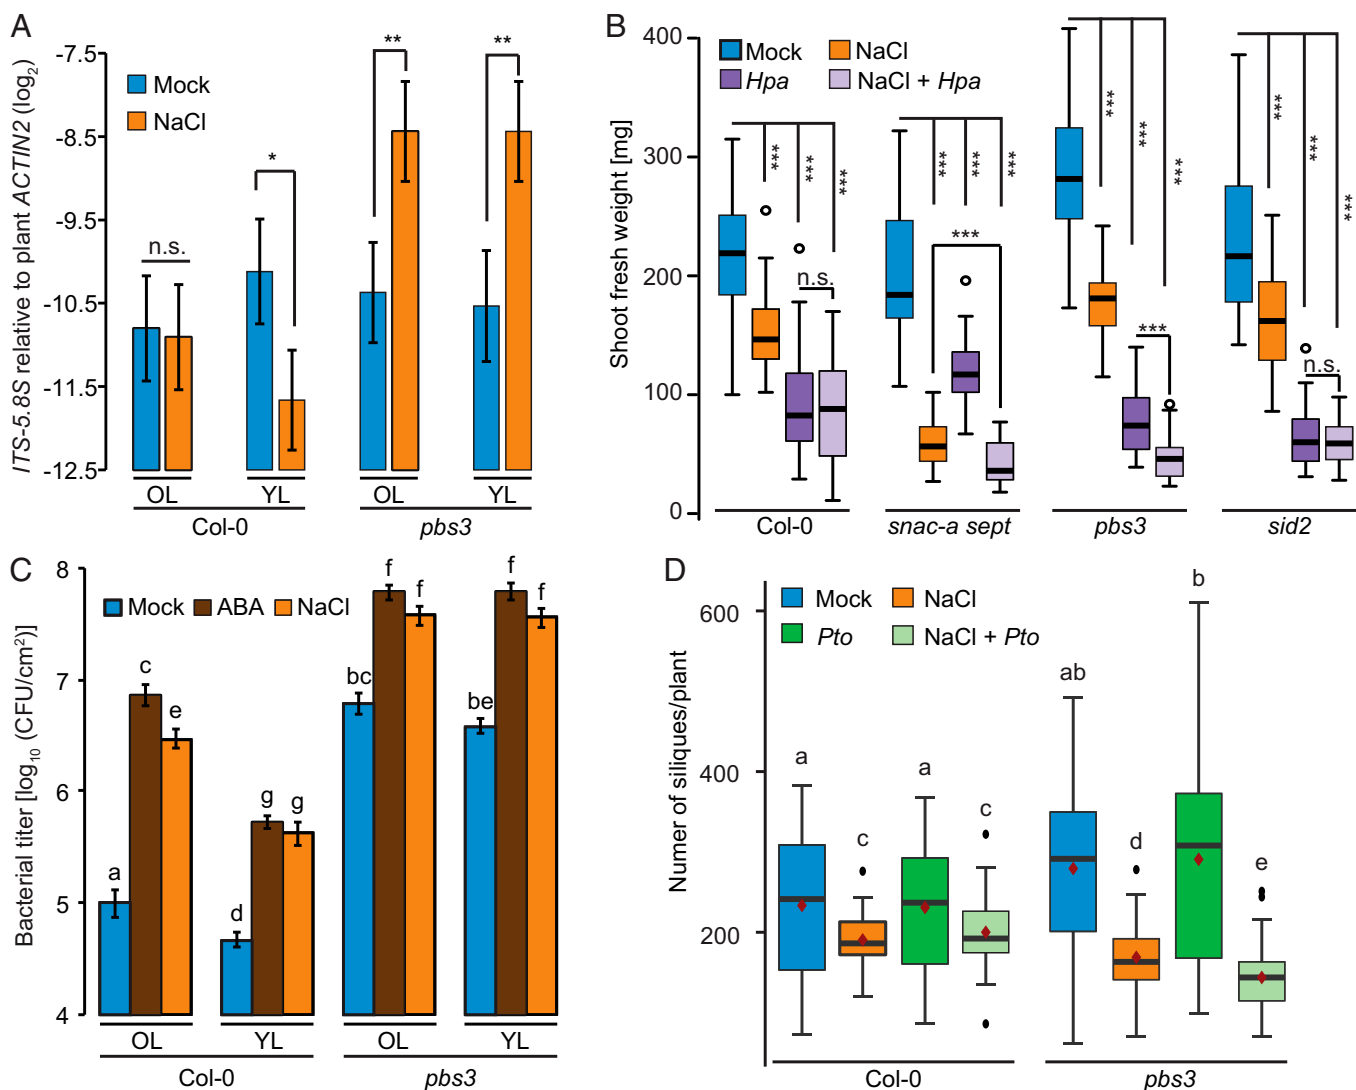 A
ITS-5.8S relative to plant ACTIN2 (log2)
-7.5
-8.5
-9.5
-10.5
-11.5
-12.5
Mock
NaCl
n.s.
*
**
**
OL
YL
OL
YL
Col-0
pbs3
B
Shoot fresh weight [mg]
400
300
200
100
0
Mock
NaCl
Hpa
NaCl + Hpa
***
***
***
n.s.
***
***
***
***
***
***
***
***
***
***
***
n.s.
Col-0
snac-a sept
pbs3
sid2
C
Bacterial titer [log10 (CFU/cm2)]
8
7
6
5
4
Mock
ABA
NaCl
a
c
e
d
g
g
bc
f
f
be
f
f
OL
YL
OL
YL
Col-0
pbs3
D
Numer of siliques/plant
600
400
200
Mock
NaCl
Pto
NaCl + Pto
a
c
a
c
ab
d
b
e
Col-0
pbs3